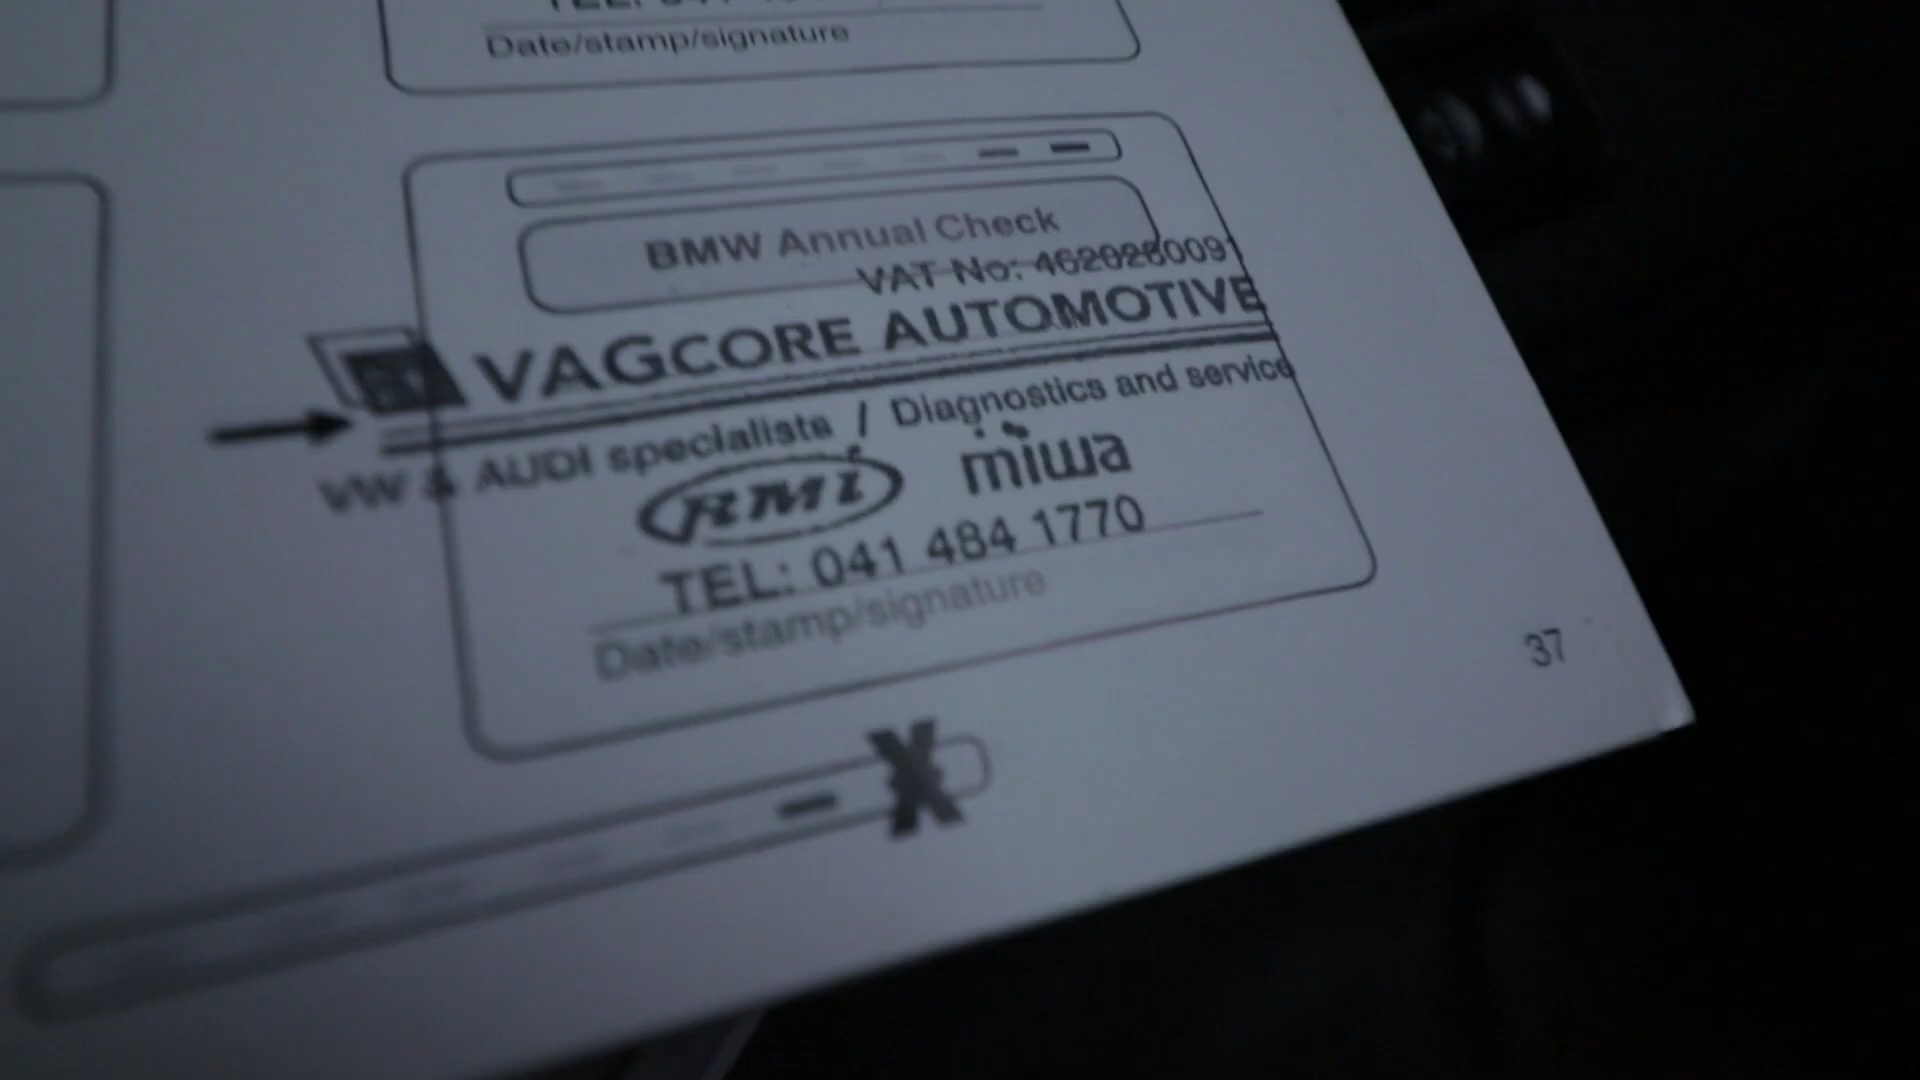 Date/stamp/signature
BMW Annual Check
VAT No: 4620280091
VAGCORE AUTOMOTIVE
VW & AUDI specialists / Diagnostics and service
RMI miwa
TEL: 041 484 1770
Date/stamp/signature
37
X